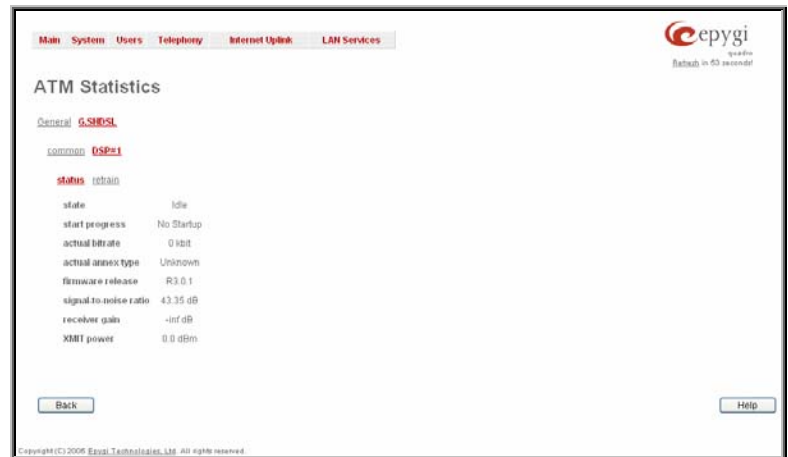 Main System Users Telephony Internet Uplink LAN Services
epygi
quadro
Refresh in 63 seconds!
ATM Statistics
General G.SHDSL
common DSP=1
status retrain
state Idle
start progress No Startup
actual bitrate 0 kbit
actual annex type Unknown
firmware release R3.0.1
signal-to-noise ratio 43.35 dB
receiver gain -inf dB
XMIT power 0.0 dBm
Back Help
Copyright (C) 2006 Epygi Technologies, Ltd. All rights reserved.